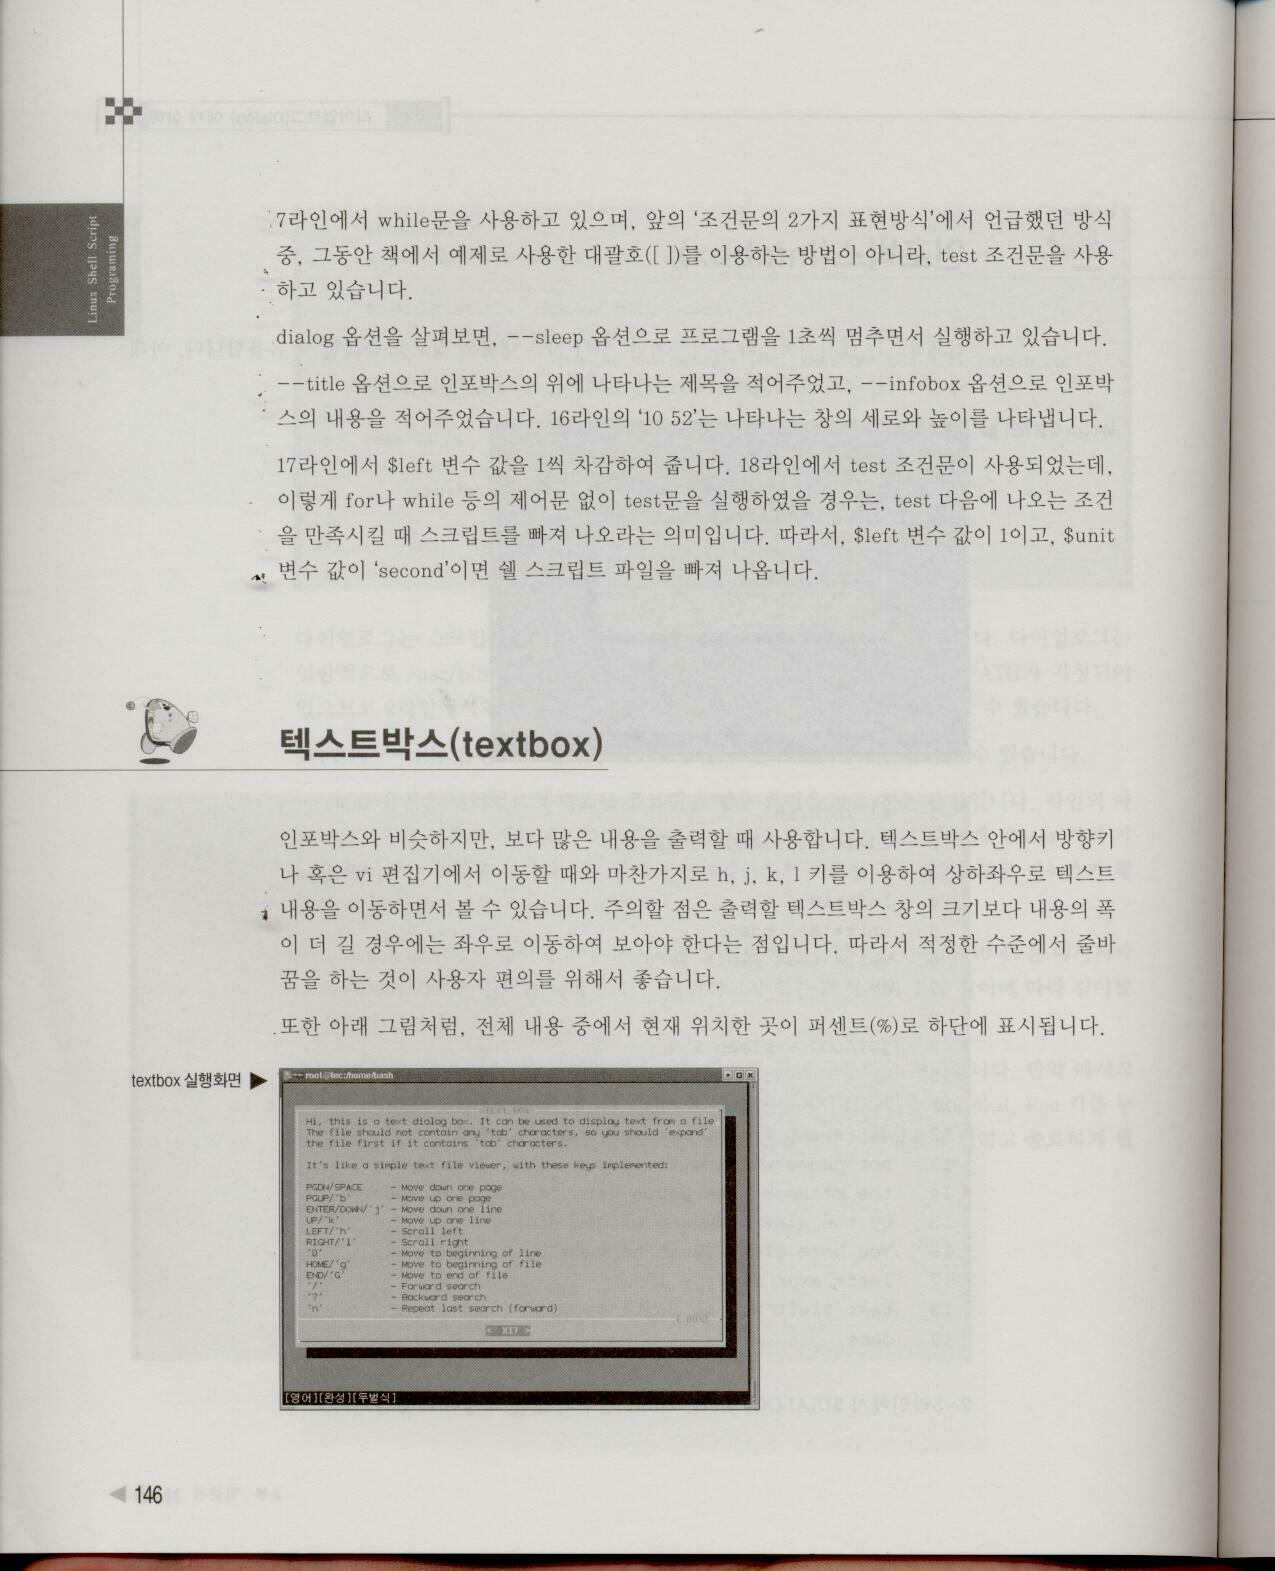 Linux Shell Script
Programing
7라인에서 while문을 사용하고 있으며, 앞의 ‘조건문의 2가지 표현방식’에서 언급했던 방식
중, 그동안 책에서 예제로 사용한 대괄호([ ])를 이용하는 방법이 아니라, test 조건문을 사용
하고 있습니다.
dialog 옵션을 살펴보면, --sleep 옵션으로 프로그램을 1초씩 멈추면서 실행하고 있습니다.
--title 옵션으로 인포박스의 위에 나타나는 제목을 적어주었고, --infobox 옵션으로 인포박
스의 내용을 적어주었습니다. 16라인의 ‘10 52’는 나타나는 창의 세로와 높이를 나타냅니다.
17라인에서 $left 변수 값을 1씩 차감하여 줍니다. 18라인에서 test 조건문이 사용되었는데,
이렇게 for나 while 등의 제어문 없이 test문을 실행하였을 경우는, test 다음에 나오는 조건
을 만족시킬 때 스크립트를 빠져 나오라는 의미입니다. 따라서, $left 변수 값이 1이고, $unit
변수 값이 ‘second’이면 쉘 스크립트 파일을 빠져 나옵니다.
텍스트박스(textbox)
인포박스와 비슷하지만, 보다 많은 내용을 출력할 때 사용합니다. 텍스트박스 안에서 방향키
나 혹은 vi 편집기에서 이동할 때와 마찬가지로 h, j, k, l 키를 이용하여 상하좌우로 텍스트
내용을 이동하면서 볼 수 있습니다. 주의할 점은 출력할 텍스트박스 창의 크기보다 내용의 폭
이 더 길 경우에는 좌우로 이동하여 보아야 한다는 점입니다. 따라서 적정한 수준에서 줄바
꿈을 하는 것이 사용자 편의를 위해서 좋습니다.
또한 아래 그림처럼, 전체 내용 중에서 현재 위치한 곳이 퍼센트(%)로 하단에 표시됩니다.
textbox 실행화면 ▶
root@lec:/home/bash
TEXT BOX
Hi, this is a text dialog box. It can be used to display text from a file.
The file should not contain any 'tab' characters, so you should 'expand'
the file first if it contains 'tab' characters.
It's like a simple text file viewer, with these keys implemented:
PGDN/SPACE - Move down one page
PGUP/'b' - Move up one page
ENTER/DOWN/'j' - Move down one line
UP/'k' - Move up one line
LEFT/'h' - Scroll left
RIGHT/'l' - Scroll right
'0' - Move to beginning of line
HOME/'g' - Move to beginning of file
END/'G' - Move to end of file
'/' - Forward search
'?' - Backward search
'n' - Repeat last search (forward)
[영어][완성][두벌식]
◀ 146